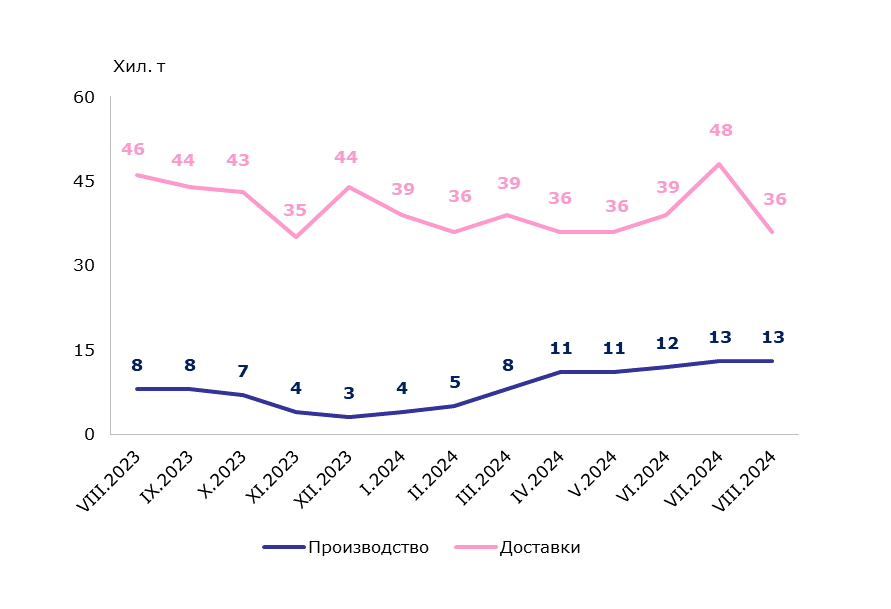 Хил. т
60
46 44 43 35 44 39 36 39 36 36 39 48 36
45
30
15
8 8 7 4 3 4 5 8 11 11 12 13 13
0
VIII.2023 IX.2023 X.2023 XI.2023 XII.2023 I.2024 II.2024 III.2024 IV.2024 V.2024 VI.2024 VII.2024 VIII.2024
Производство Доставки